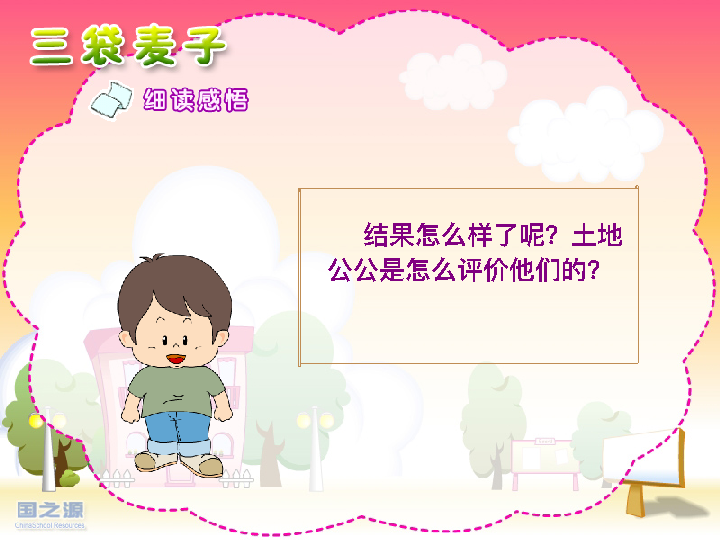 三袋麦子
细读感悟
结果怎么样了呢？土地
公公是怎么评价他们的？
国之源
ChinaSchool Resources